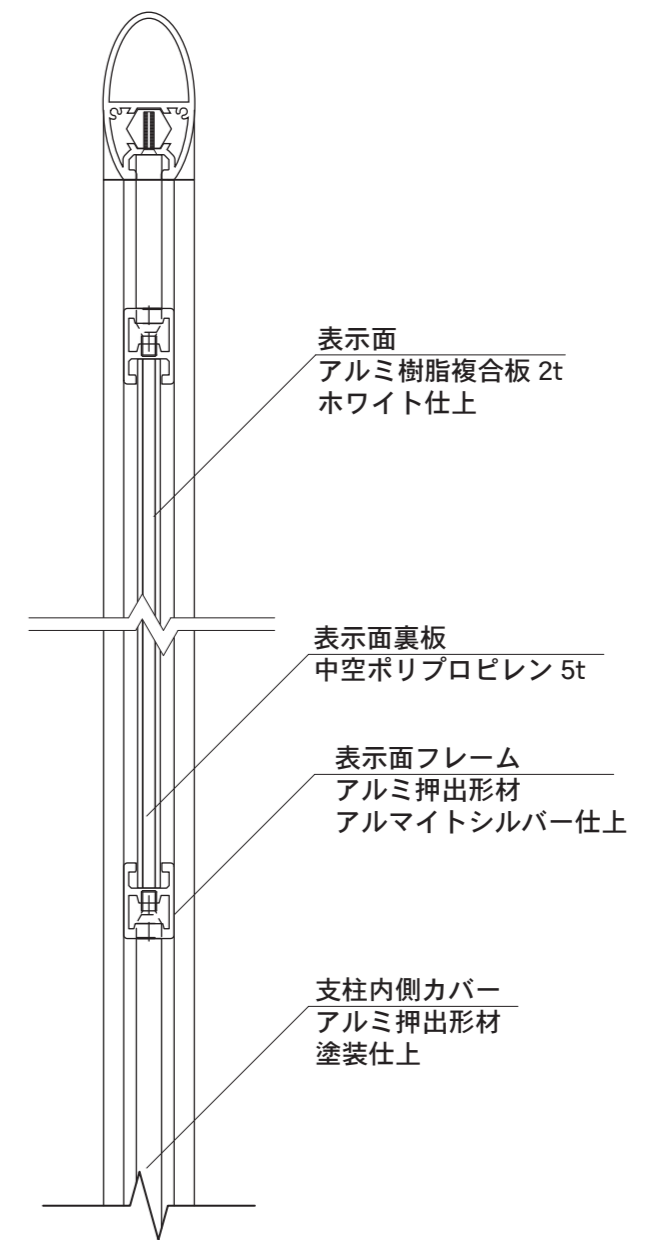 表示面
アルミ樹脂複合板 2t
ホワイト仕上
表示面裏板
中空ポリプロピレン 5t
表示面フレーム
アルミ押出形材
アルマイトシルバー仕上
支柱内側カバー
アルミ押出形材
塗装仕上